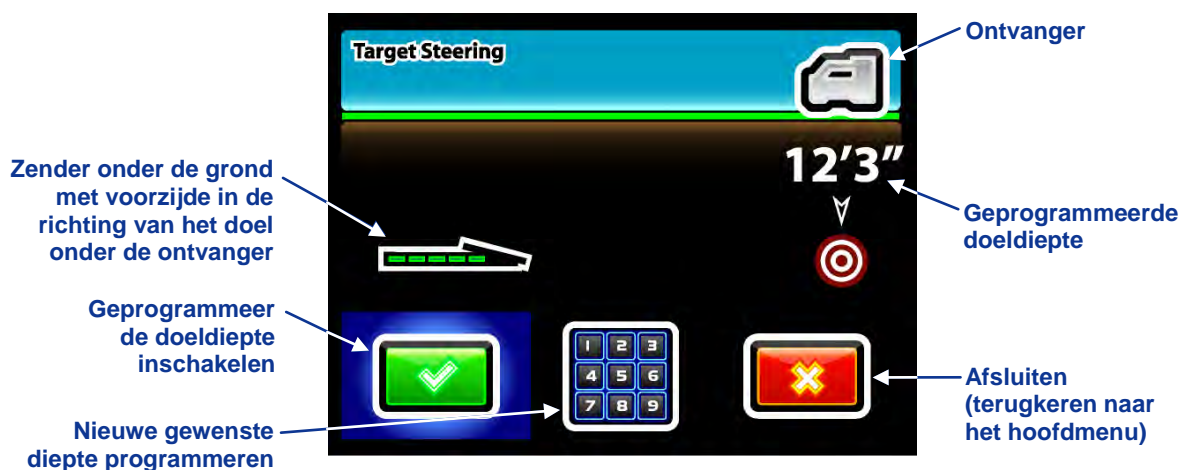 Target Steering
Ontvanger
12'3"
Zender onder de grond
met voorzijde in de
richting van het doel
onder de ontvanger
Geprogrammeerde
doeldiepte
Geprogrammeer
de doeldiepte
inschakelen
1 2 3
4 5 6
7 8 9
Afsluiten
(terugkeren naar
het hoofdmenu)
Nieuwe gewenste
diepte programmeren